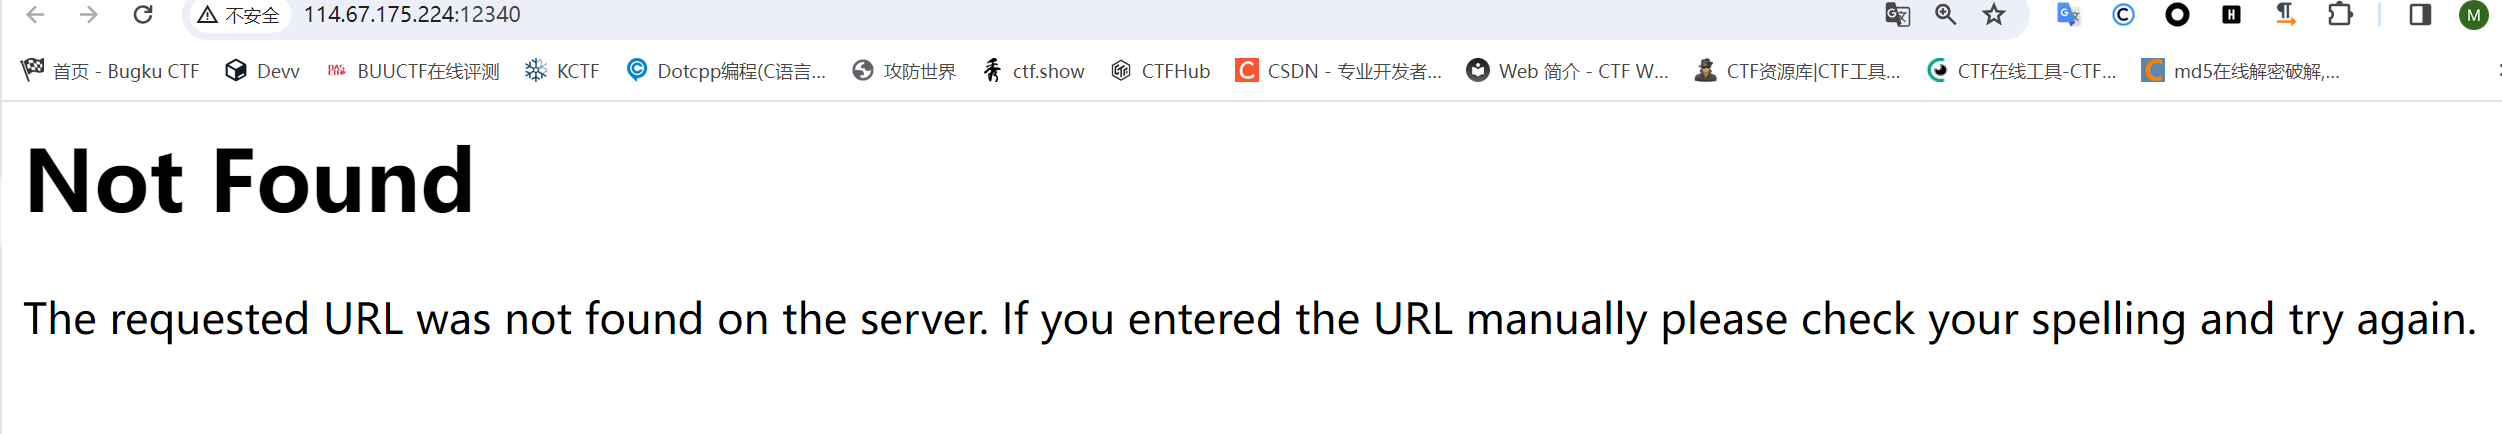 不安全 114.67.175.224:12340
首页 - Bugku CTF Devv BUUCTF在线评测 KCTF Dotcpp编程(C语言... 攻防世界 ctf.show CTFHub CSDN - 专业开发者... Web 简介 - CTF W... CTF资源库|CTF工具... CTF在线工具-CTF... md5在线解密破解,...
Not Found
The requested URL was not found on the server. If you entered the URL manually please check your spelling and try again.